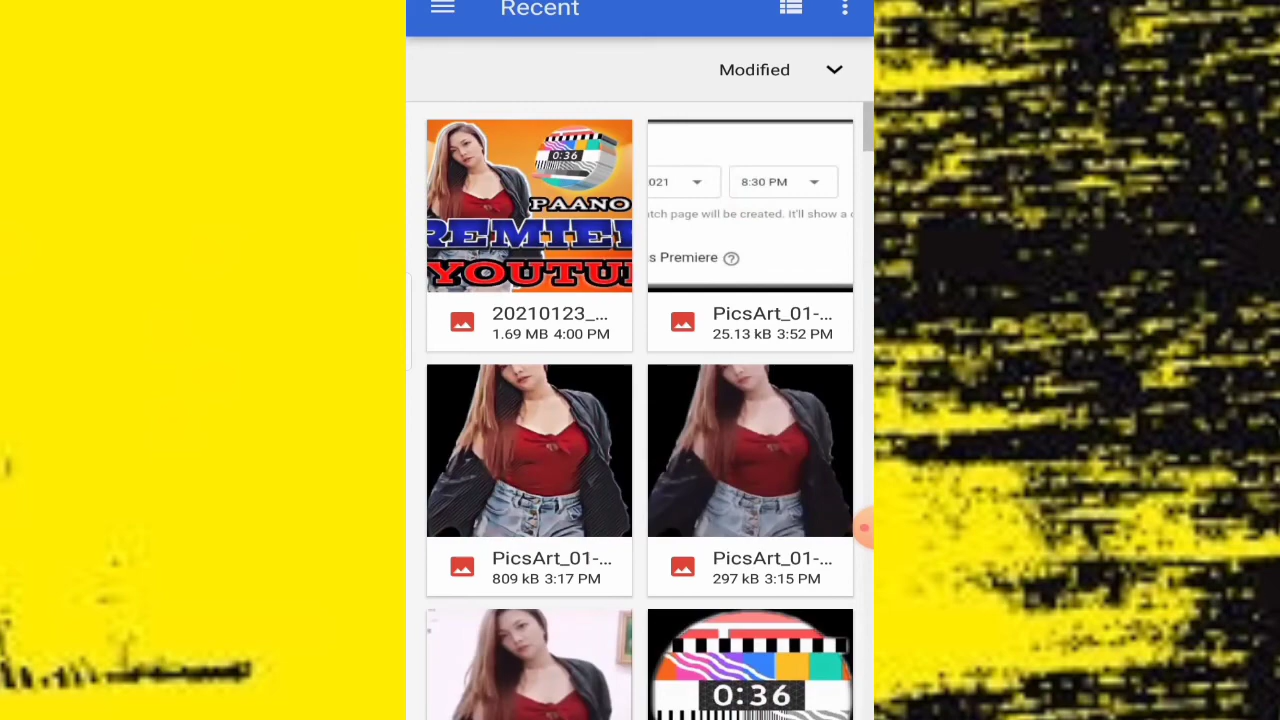 Recent
Modified
0:36
PAANO
REMIER
YOUTU
021
8:30 PM
tch page will be created. It'll show a c
s Premiere
20210123_...
1.69 MB 4:00 PM
PicsArt_01-...
25.13 kB 3:52 PM
PicsArt_01-...
809 kB 3:17 PM
PicsArt_01-...
297 kB 3:15 PM
0:36